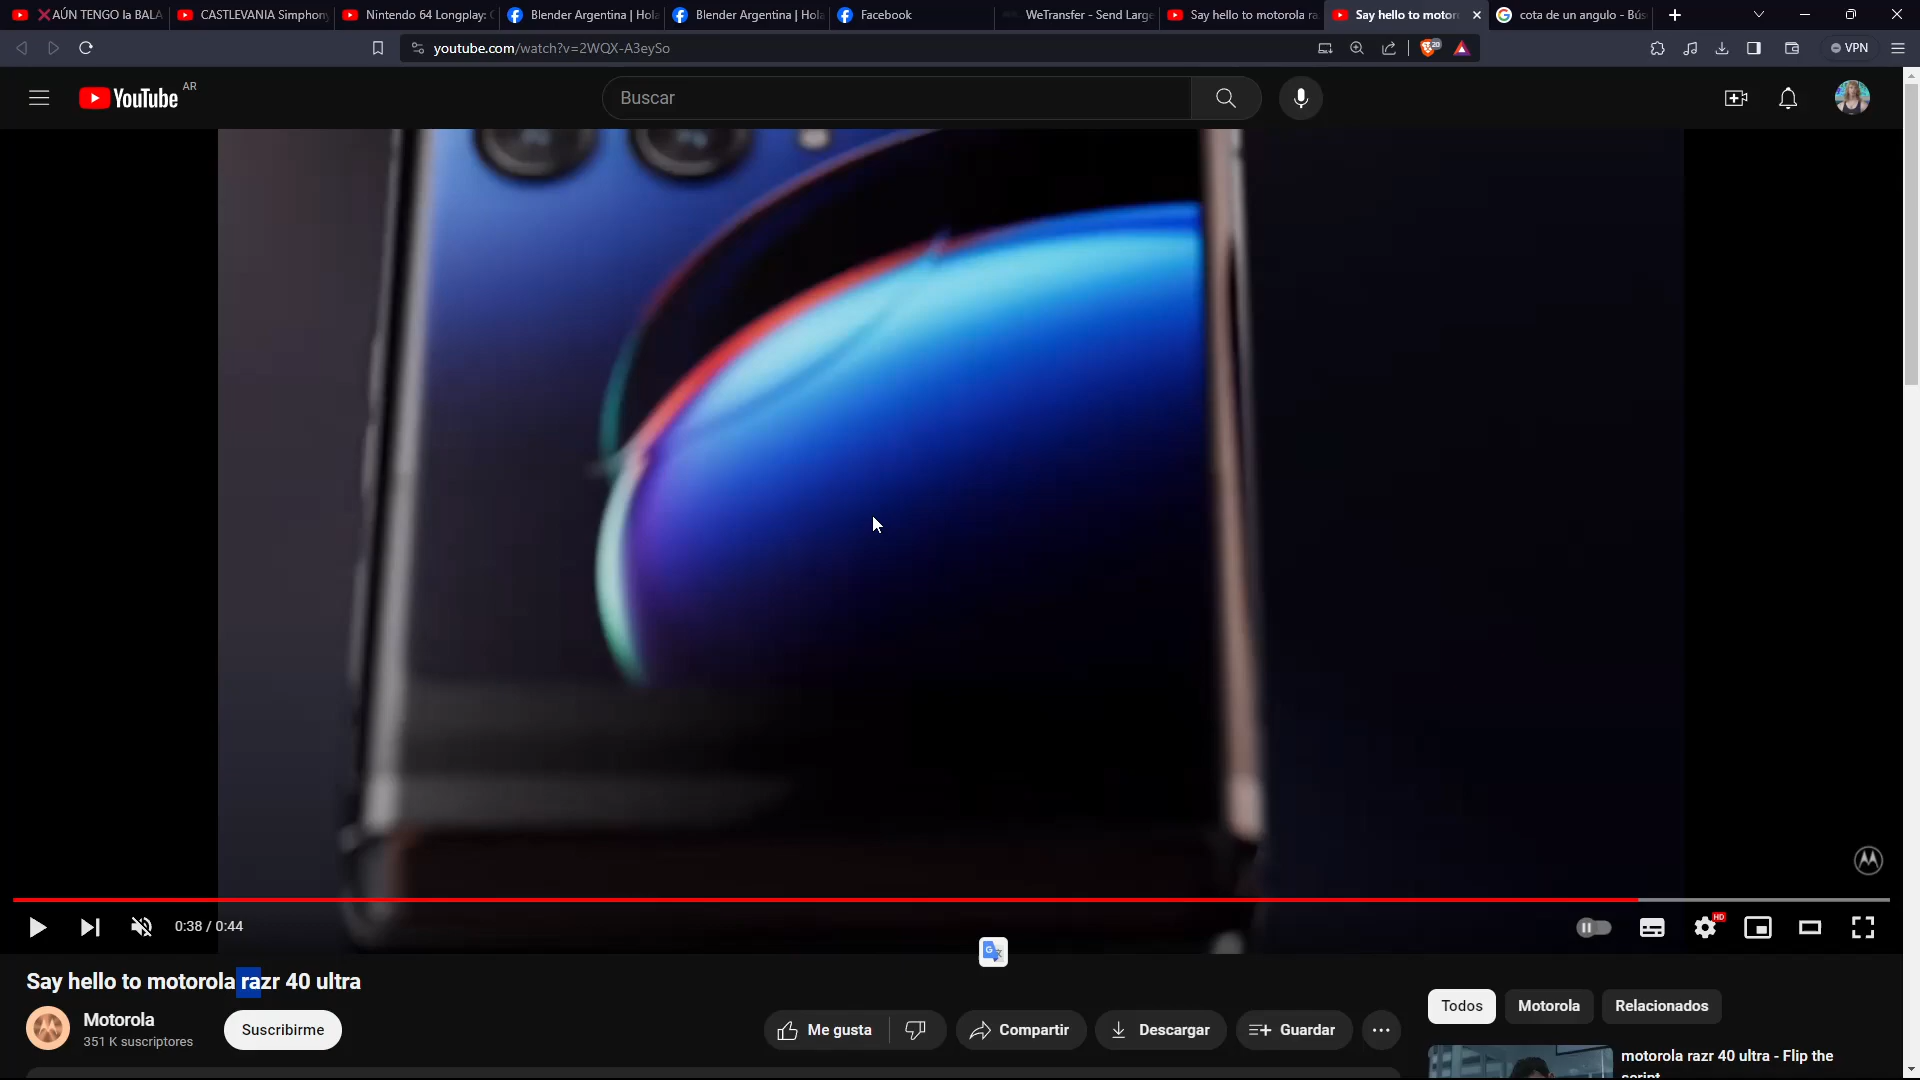 ❌AÚN TENGO la BALA
CASTLEVANIA Simphony
Nintendo 64 Longplay:
Blender Argentina | Hola
Blender Argentina | Hola
Facebook
WeTransfer - Send Large
Say hello to motorola ra
Say hello to motor
cota de un angulo - Bús
youtube.com/watch?v=2WQX-A3eySo
20
VPN
YouTube
AR
Buscar
0:38 / 0:44
HD
Say hello to motorola razr 40 ultra
Motorola
351 K suscriptores
Suscribirme
Me gusta
Compartir
Descargar
Guardar
Todos
Motorola
Relacionados
motorola razr 40 ultra - Flip the
script